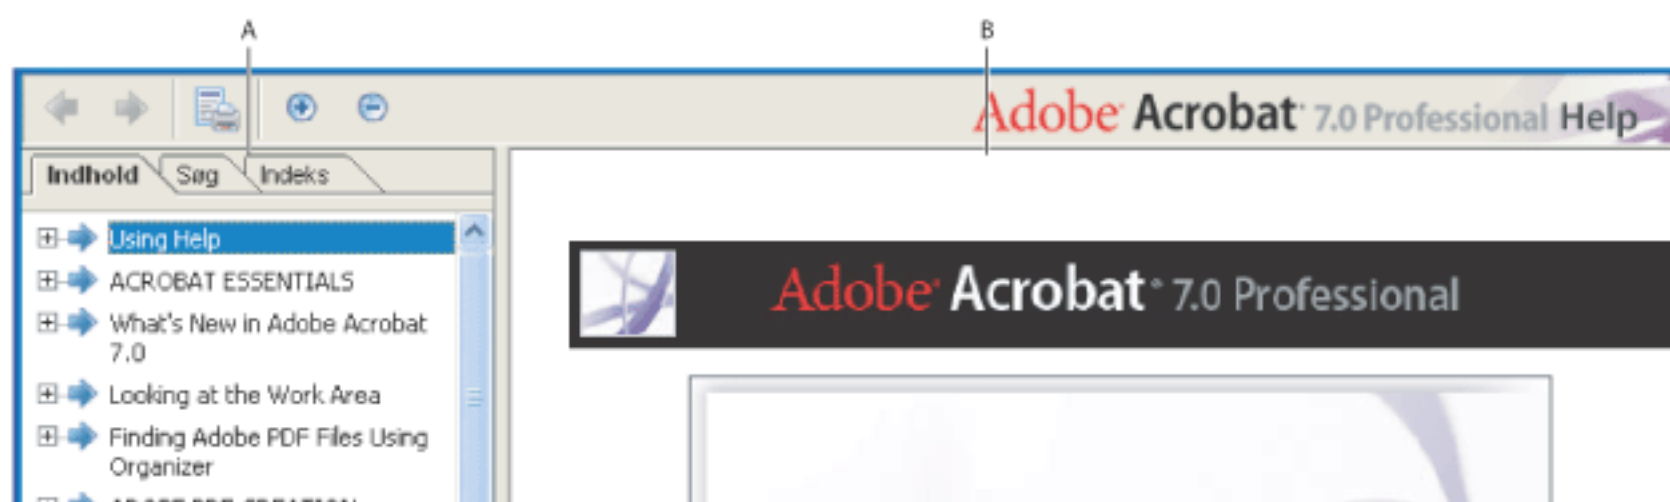 A B
Adobe Acrobat 7.0 Professional Help
Indhold Søg Indeks
Using Help
ACROBAT ESSENTIALS
What's New in Adobe Acrobat
7.0
Looking at the Work Area
Finding Adobe PDF Files Using
Organizer
Adobe Acrobat 7.0 Professional